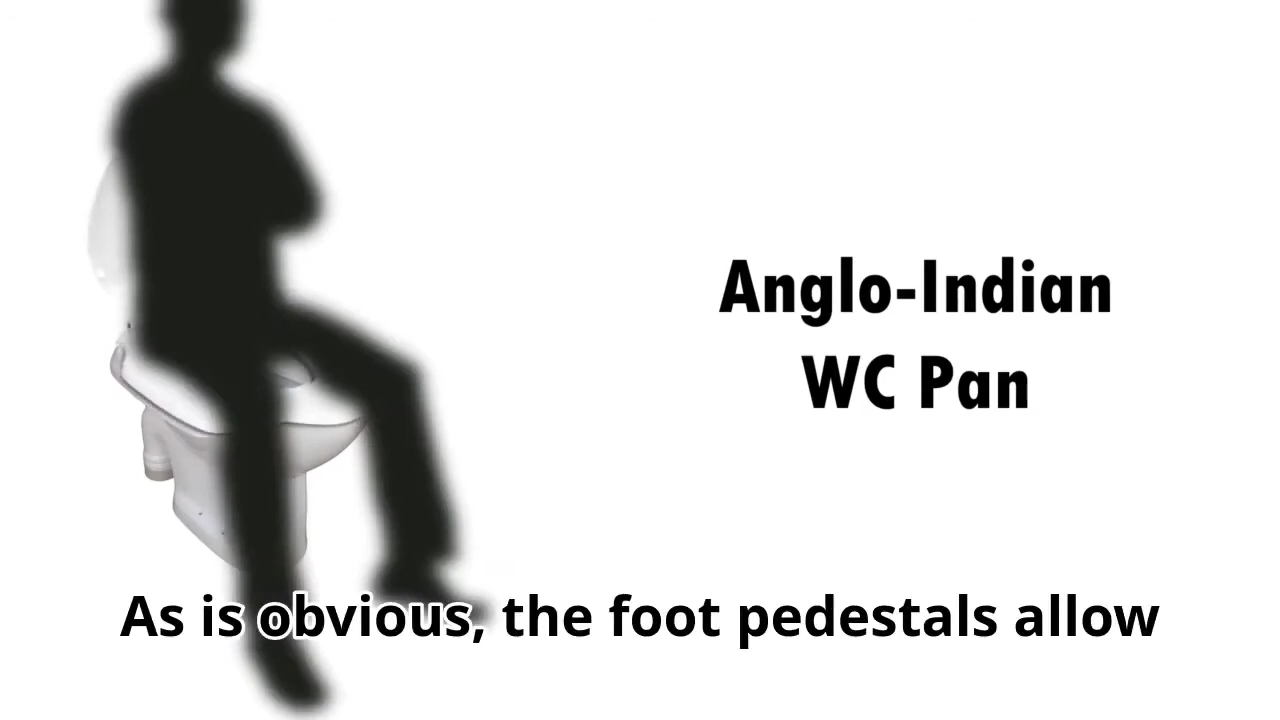 Anglo-Indian
WC Pan
As is obvious, the foot pedestals allow